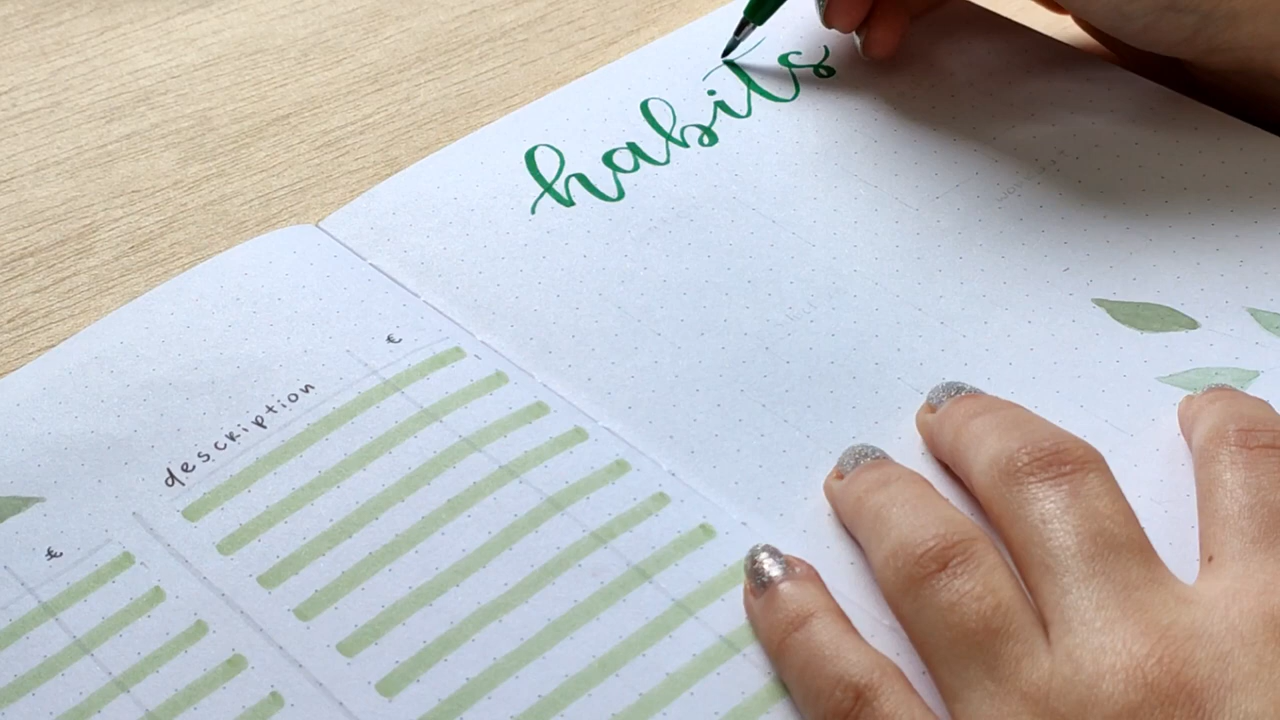 habits
€
description
€